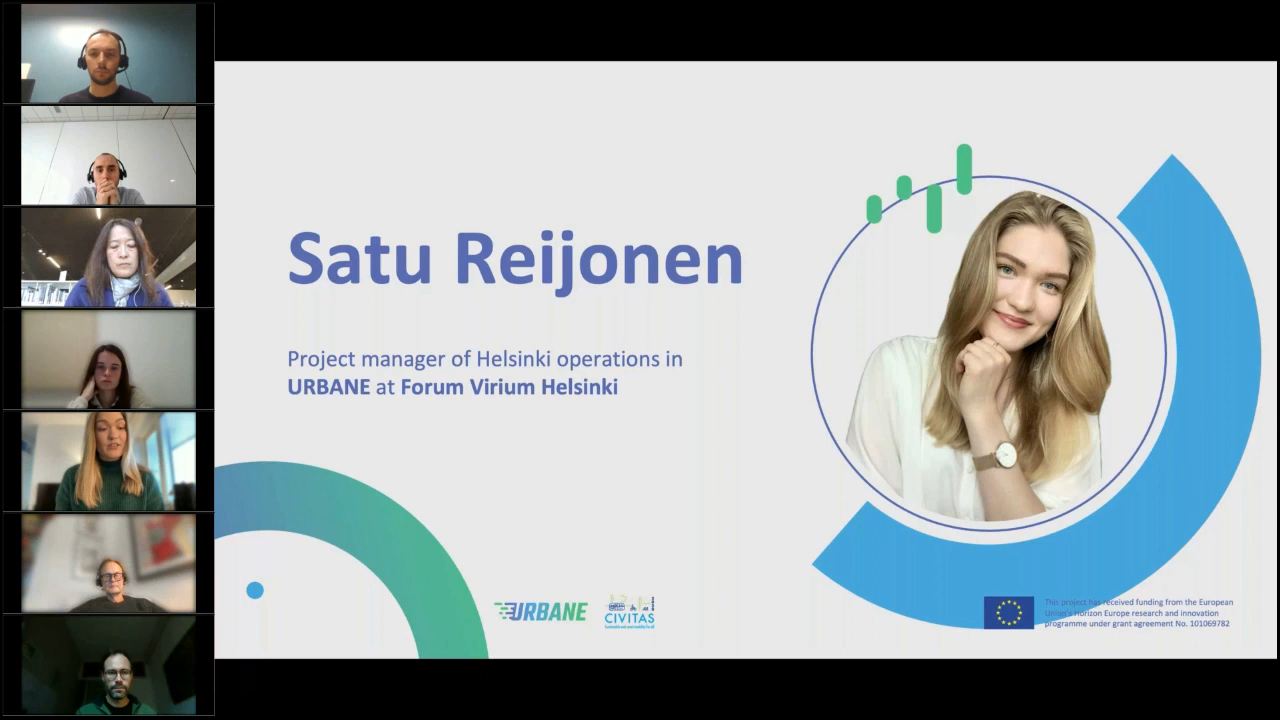 Satu Reijonen
Project manager of Helsinki operations in
URBANE at Forum Virium Helsinki
URBANE
CIVITAS
This project has received funding from the European
Union's Horizon Europe research and innovation
programme under grant agreement No. 101069782